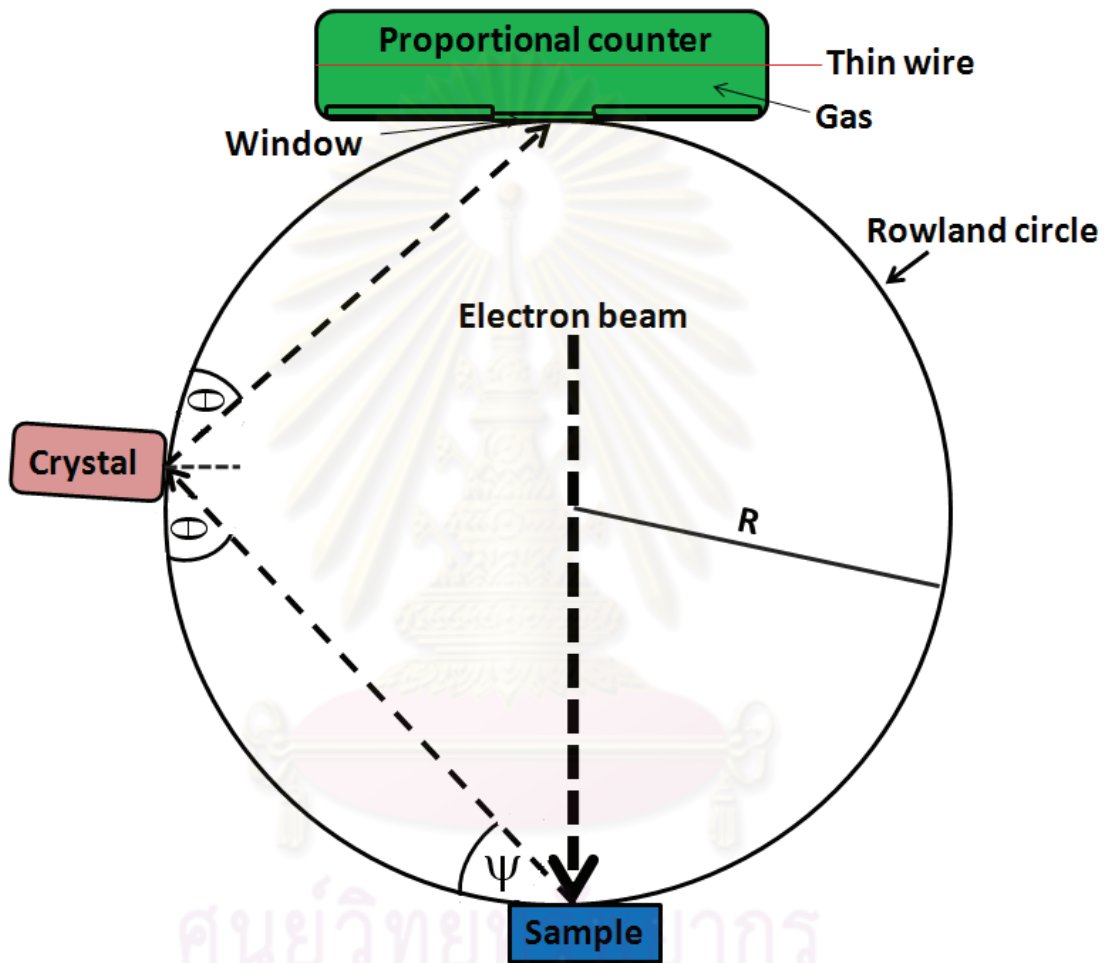 Proportional counter
Thin wire
Gas
Window
Rowland circle
Electron beam
Θ
Crystal
Θ
R
Ψ
Sample